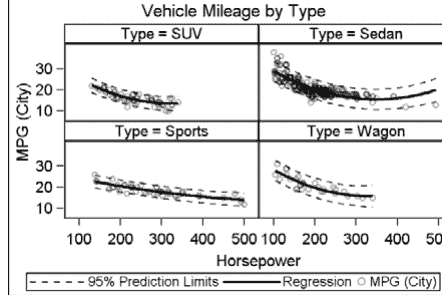 Vehicle Mileage by Type
Type = SUV
Type = Sedan
30
20
10
Type = Sports
Type = Wagon
30
20
10
MPG (City)
100 200 300 400 500 100 200 300 400
Horsepower
95% Prediction Limits Regression MPG (City)